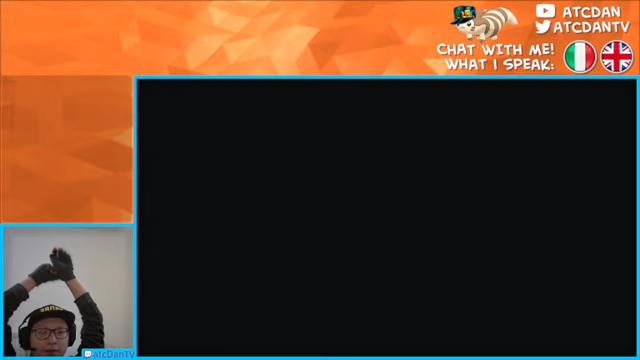 ATCDAN
ATCDANTV
CHAT WITH ME!
WHAT I SPEAK:
atcDanTV